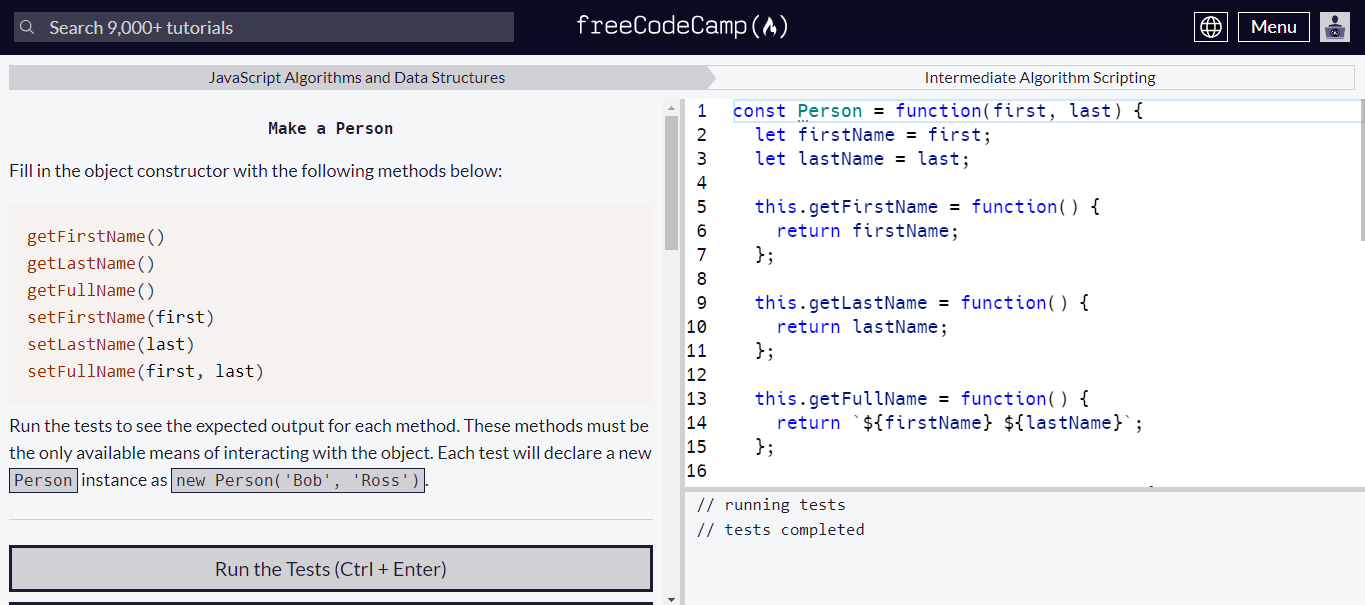 Search 9,000+ tutorials
freeCodeCamp
Menu
JavaScript Algorithms and Data Structures
Intermediate Algorithm Scripting
Make a Person
Fill in the object constructor with the following methods below:
getFirstName()
getLastName()
getFullName()
setFirstName(first)
setLastName(last)
setFullName(first, last)
Run the tests to see the expected output for each method. These methods must be
the only available means of interacting with the object. Each test will declare a new
Person instance as new Person('Bob', 'Ross').
Run the Tests (Ctrl + Enter)
1 const Person = function(first, last) {
2 let firstName = first;
3 let lastName = last;
4
5 this.getFirstName = function() {
6 return firstName;
7 };
8
9 this.getLastName = function() {
10 return lastName;
11 };
12
13 this.getFullName = function() {
14 return `${firstName} ${lastName}`;
15 };
16
// running tests
// tests completed